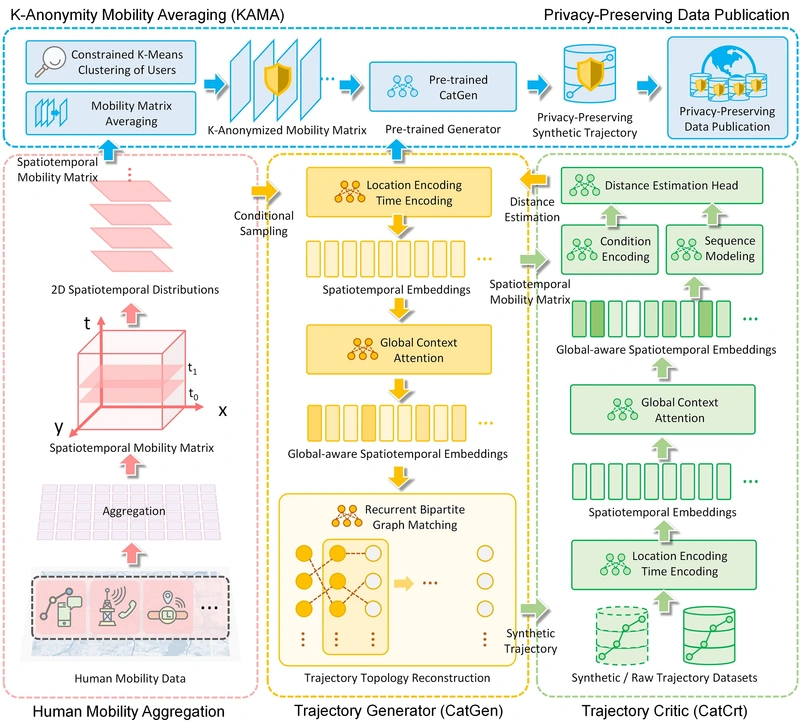 K-Anonymity Mobility Averaging (KAMA)
Privacy-Preserving Data Publication
Constrained K-Means
Clustering of Users
Mobility Matrix
Averaging
K-Anonymized Mobility Matrix
Pre-trained
CatGen
Pre-trained Generator
Privacy-Preserving
Synthetic Trajectory
Privacy-Preserving
Data Publication
Spatiotemporal
Mobility Matrix
2D Spatiotemporal Distributions
t
t1
t0
x
y
Spatiotemporal Mobility Matrix
Aggregation
Human Mobility Data
Human Mobility Aggregation
Conditional
Sampling
Location Encoding
Time Encoding
Spatiotemporal Embeddings
Global Context
Attention
Global-aware Spatiotemporal Embeddings
Recurrent Bipartite
Graph Matching
Trajectory Topology Reconstruction
Trajectory Generator (CatGen)
Distance
Estimation
Spatiotemporal
Mobility Matrix
Synthetic
Trajectory
Distance Estimation Head
Condition
Encoding
Sequence
Modeling
Global-aware Spatiotemporal Embeddings
Global Context
Attention
Spatiotemporal Embeddings
Location Encoding
Time Encoding
Synthetic / Raw Trajectory Datasets
Trajectory Critic (CatCrt)